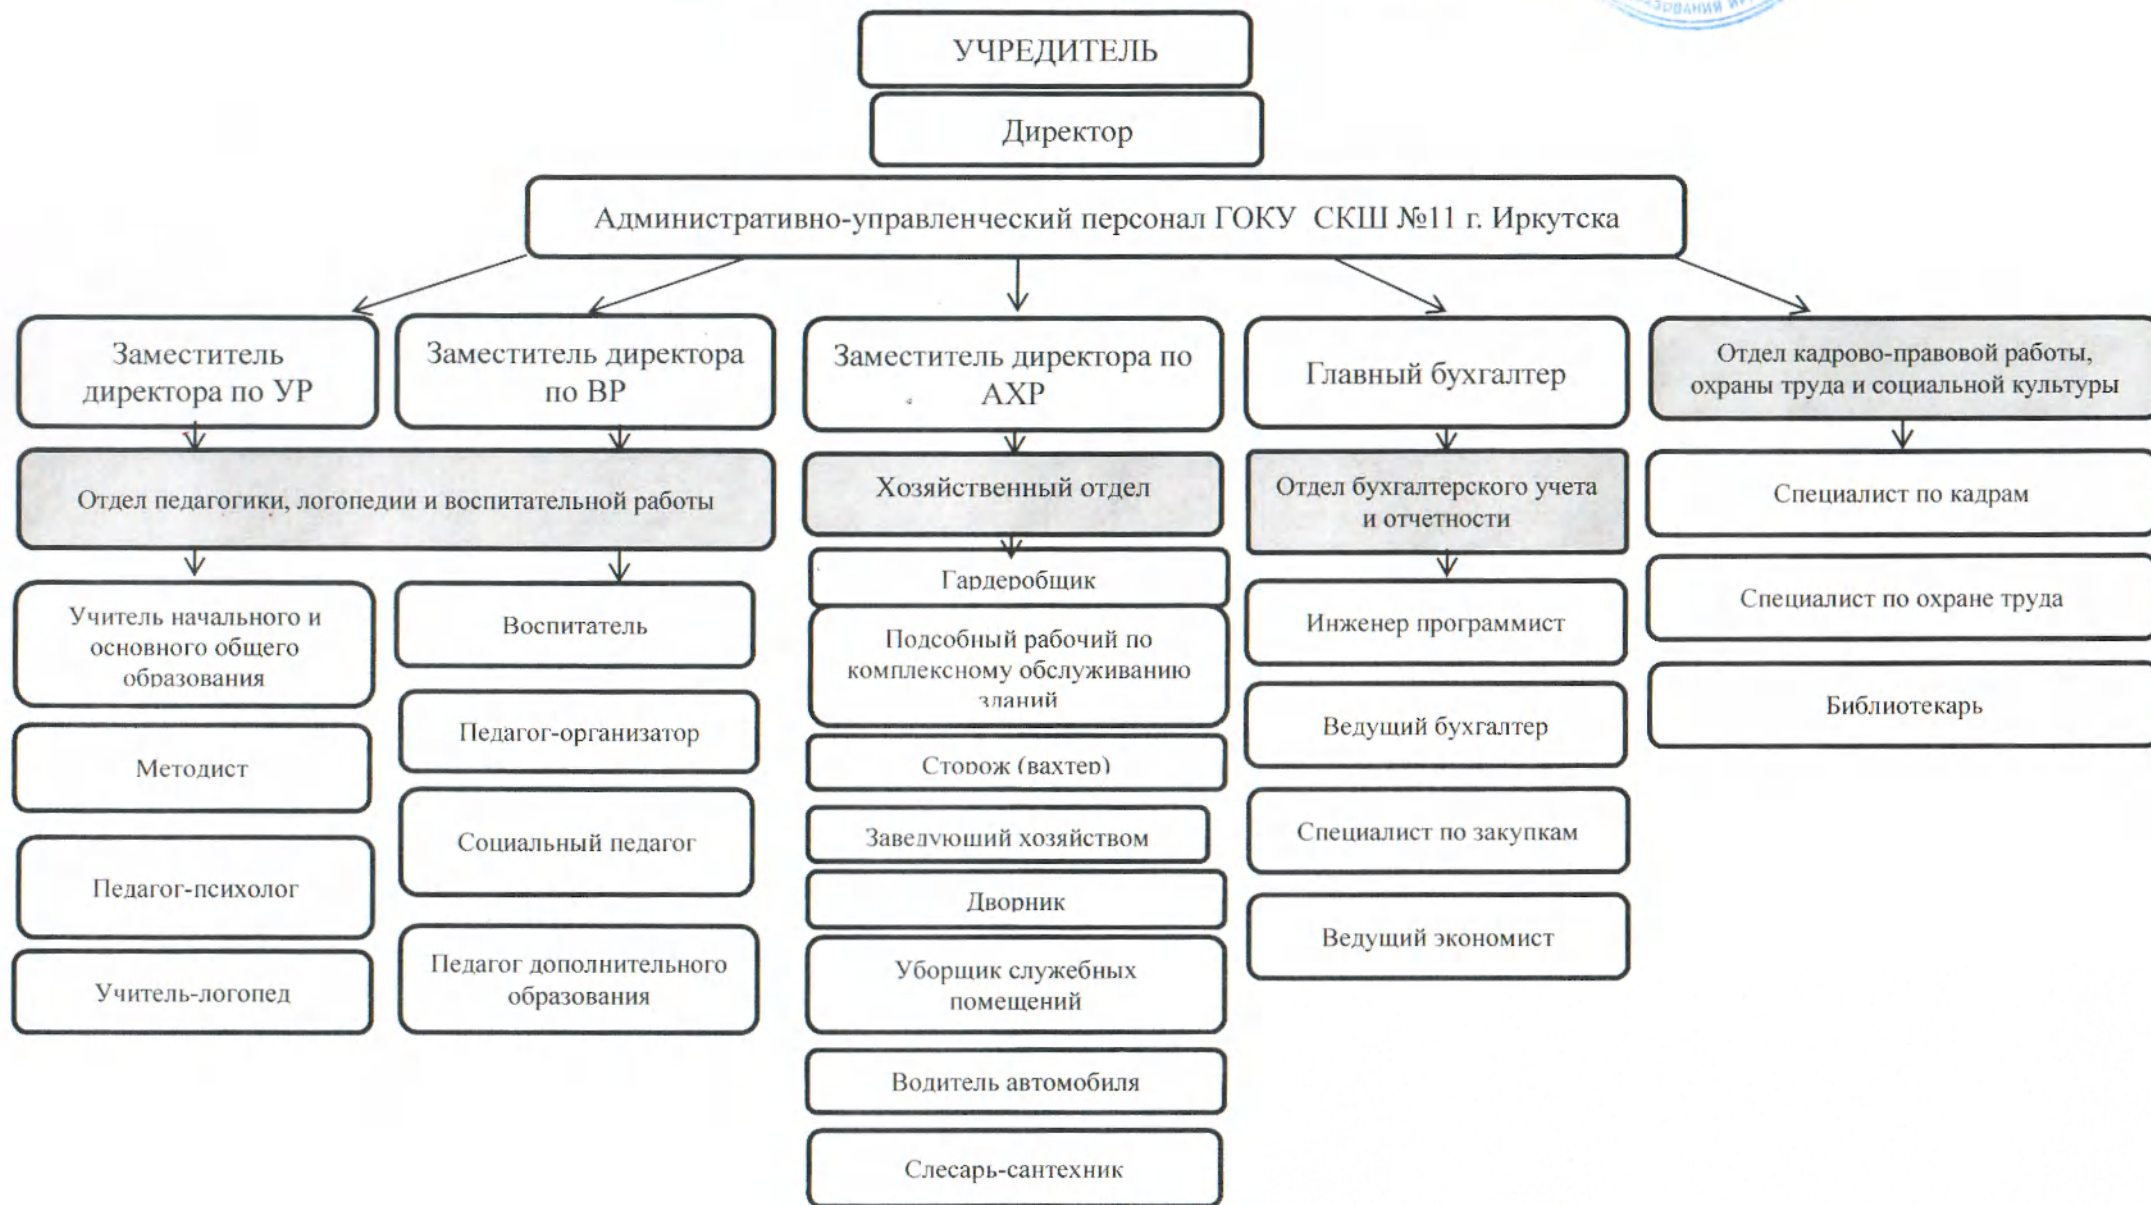 УЧРЕДИТЕЛЬ
Директор
Административно-управленческий персонал ГОКУ СКШ №11 г. Иркутска
Заместитель
директора по УР
Заместитель директора
по ВР
Заместитель директора по
АХР
Главный бухгалтер
Отдел кадрово-правовой работы,
охраны труда и социальной культуры
Отдел педагогики, логопедии и воспитательной работы
Хозяйственный отдел
Отдел бухгалтерского учета
и отчетности
Учитель начального и
основного общего
образования
Методист
Педагог-психолог
Учитель-логопед
Воспитатель
Педагог-организатор
Социальный педагог
Педагог дополнительного
образования
Гардеробщик
Подсобный рабочий по
комплексному обслуживанию
зданий
Сторож (вахтер)
Заведующий хозяйством
Дворник
Уборщик служебных
помещений
Водитель автомобиля
Слесарь-сантехник
Инженер программист
Ведущий бухгалтер
Специалист по закупкам
Ведущий экономист
Специалист по кадрам
Специалист по охране труда
Библиотекарь